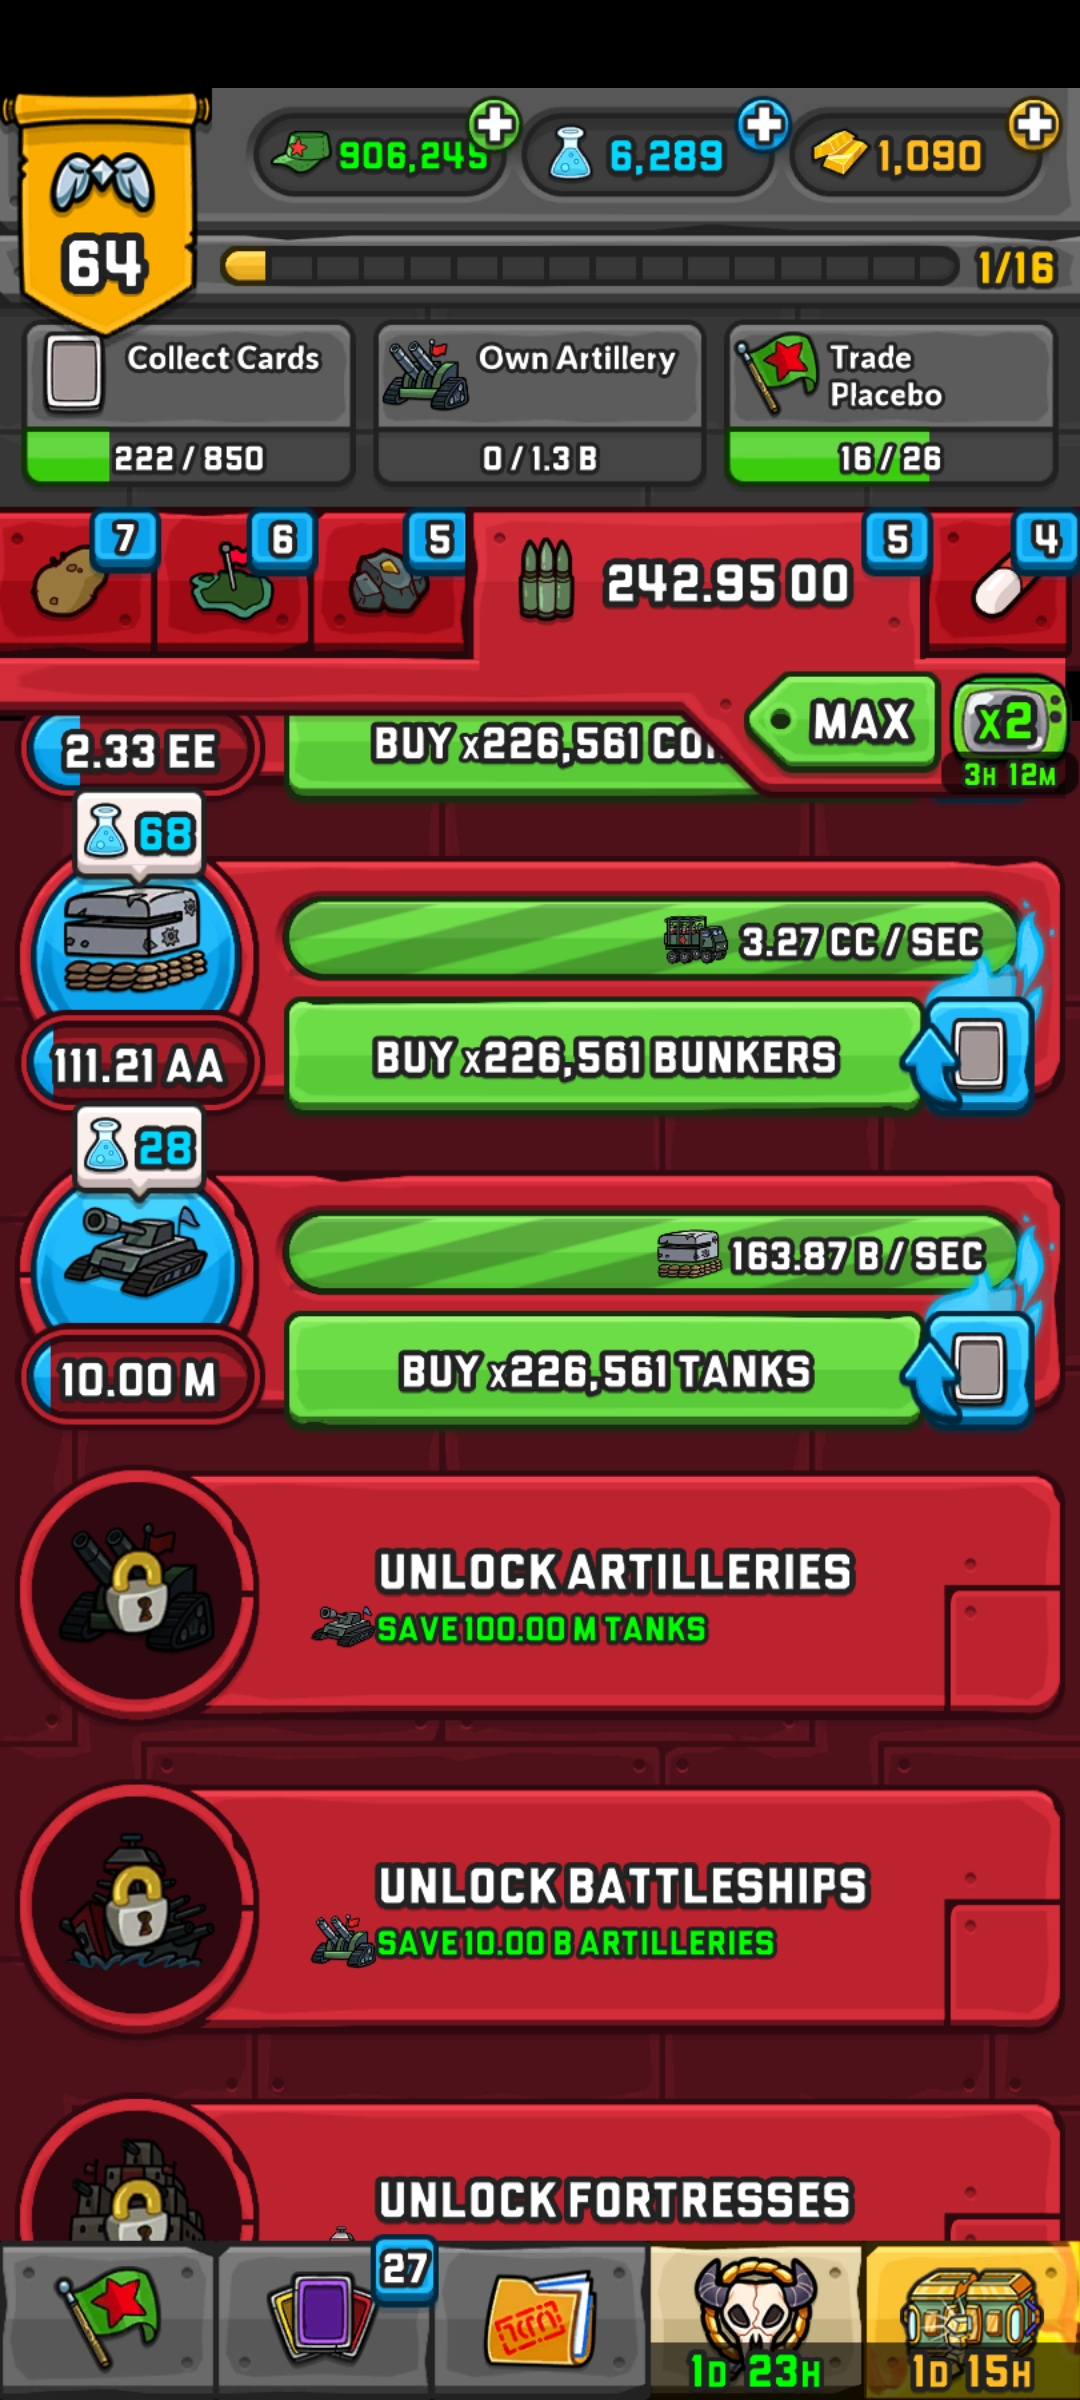 906,245
6,289
1,090
64
1/16
Collect Cards
222 / 850
Own Artillery
0 / 1.3 B
Trade
Placebo
16 / 26
7
6
5
242.95 OO
5
4
MAX
x2
3H 12M
2.33 EE
BUY x226,561
68
3.27 CC / SEC
111.21 AA
BUY x226,561 BUNKERS
28
163.87 B / SEC
10.00 M
BUY x226,561 TANKS
UNLOCK ARTILLERIES
SAVE 100.00 M TANKS
UNLOCK BATTLESHIPS
SAVE 10.00 B ARTILLERIES
UNLOCK FORTRESSES
27
1D 23H
1D 15H